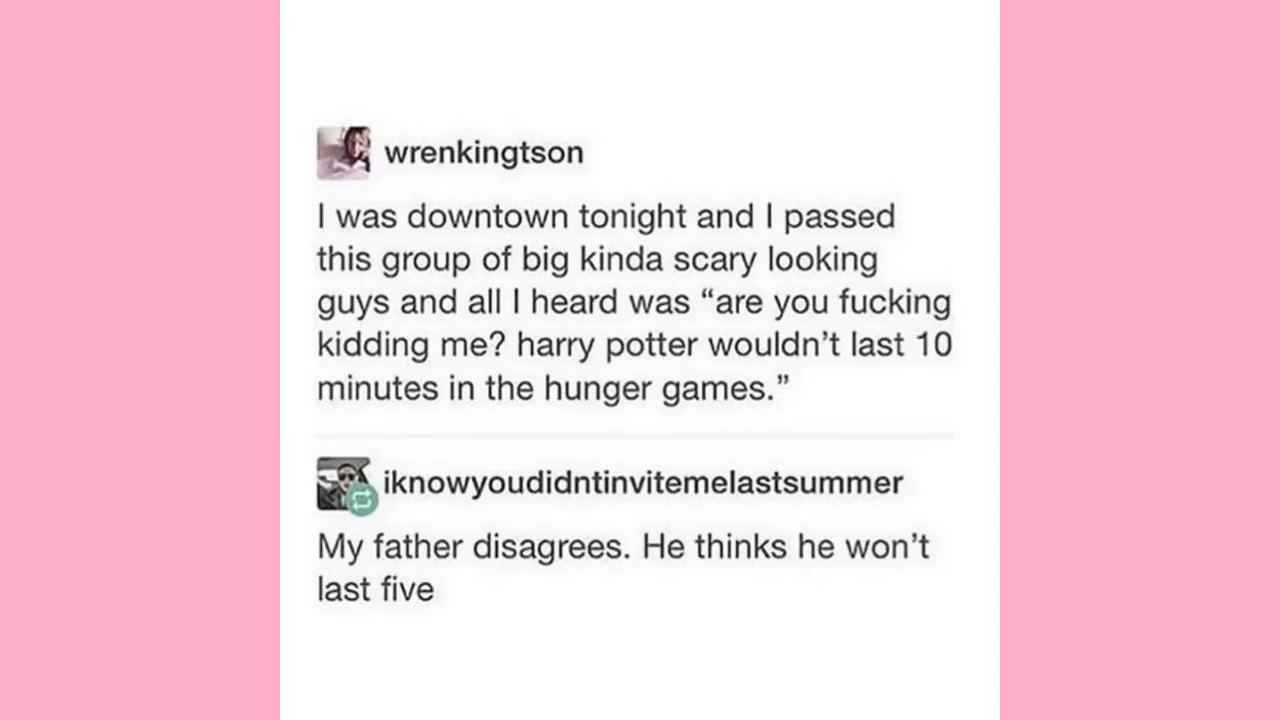 wrenkingtson
I was downtown tonight and I passed
this group of big kinda scary looking
guys and all I heard was “are you fucking
kidding me? harry potter wouldn’t last 10
minutes in the hunger games.”
iknowyoudidntinvitemelastsummer
My father disagrees. He thinks he won’t
last five